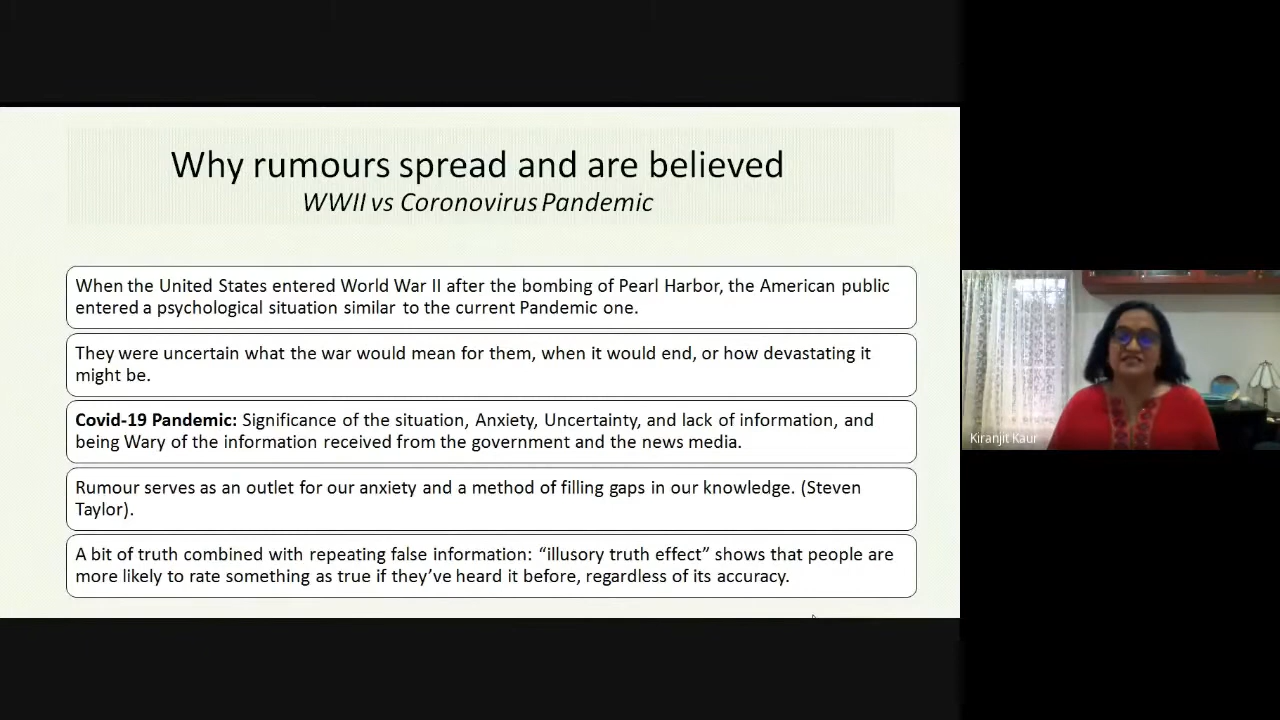 Why rumours spread and are believed
WWII vs Coronovirus Pandemic
When the United States entered World War II after the bombing of Pearl Harbor, the American public
entered a psychological situation similar to the current Pandemic one.
They were uncertain what the war would mean for them, when it would end, or how devastating it
might be.
Covid-19 Pandemic: Significance of the situation, Anxiety, Uncertainty, and lack of information, and
being Wary of the information received from the government and the news media.
Rumour serves as an outlet for our anxiety and a method of filling gaps in our knowledge. (Steven
Taylor).
A bit of truth combined with repeating false information: “illusory truth effect” shows that people are
more likely to rate something as true if they’ve heard it before, regardless of its accuracy.
Kiranjit Kaur